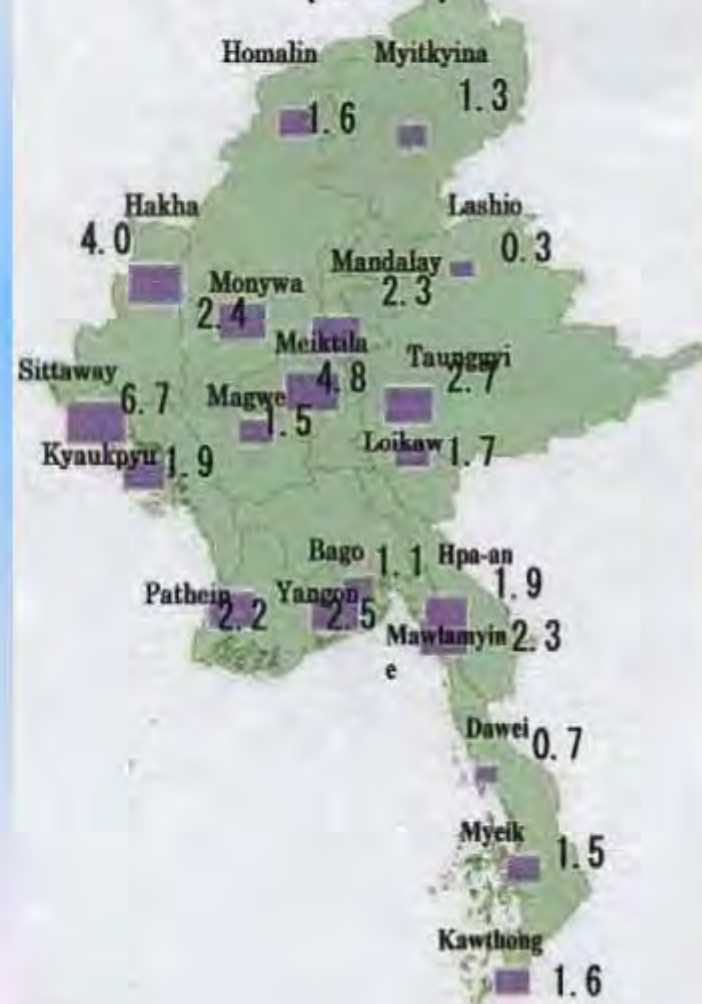 Homalin
Myitkyina
1.6
1.3
Hakha
4.0
Lashio
0.3
Mandalay
2.3
Monywa
2.4
Meiktila
4.8
Taunggyi
2.7
Sittaway
6.7
Magwe
1.5
Kyaukpyu 1.9
Loikaw 1.7
Bago 1.1
Hpa-an
1.9
Pathein
2.2
Yangon
2.5
Mawlamyin 2.3
e
Dawei 0.7
Myeik
1.5
Kawthong
1.6